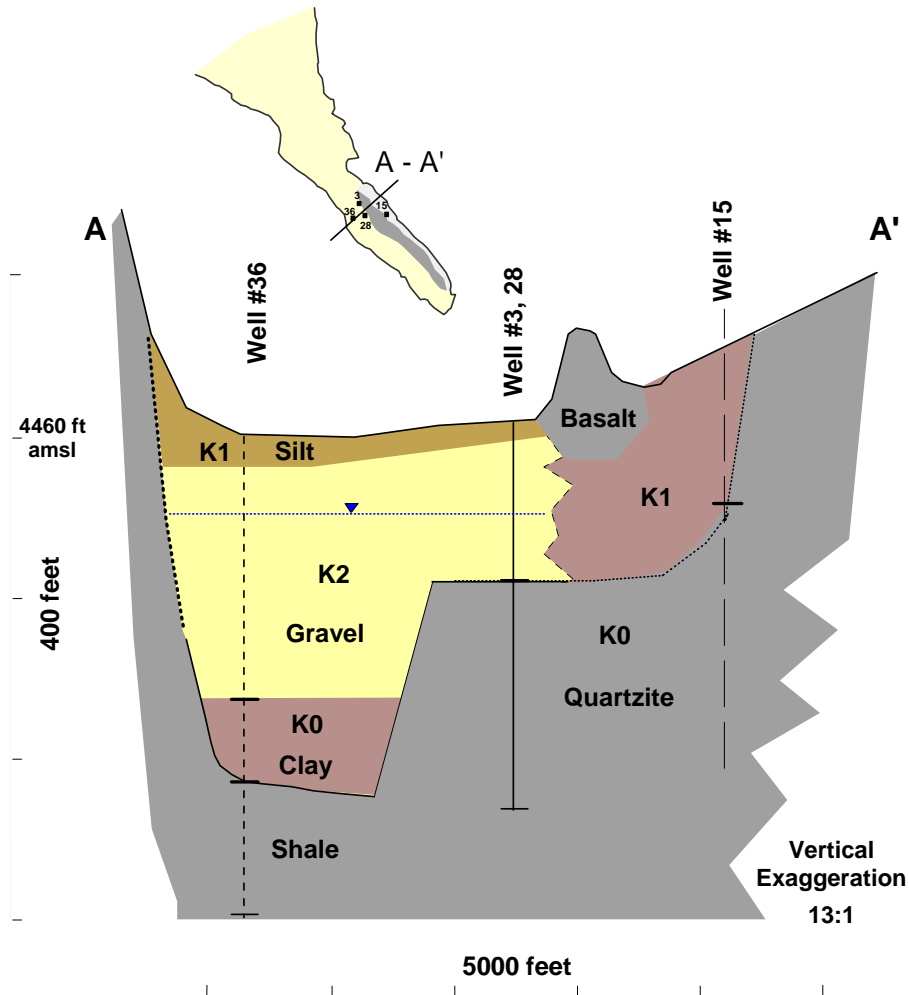 A - A'
3
36
15
28
A
A'
Well #36
Well #3, 28
Well #15
Basalt
4460 ft
amsl
K1
Silt
K1
K2
400 feet
K0
Gravel
Quartzite
K0
Clay
Shale
Vertical
Exaggeration
13:1
5000 feet